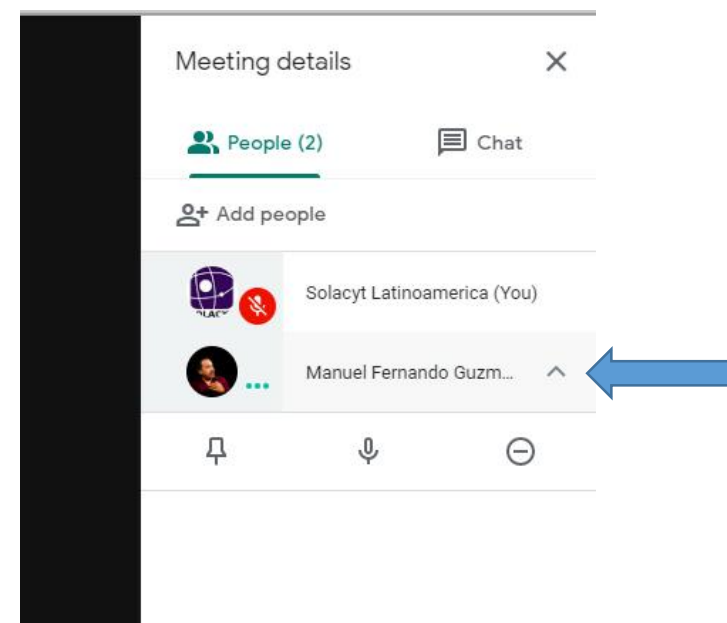 Meeting details
People (2)
Chat
Add people
Solacyt Latinoamerica (You)
Manuel Fernando Guzm...